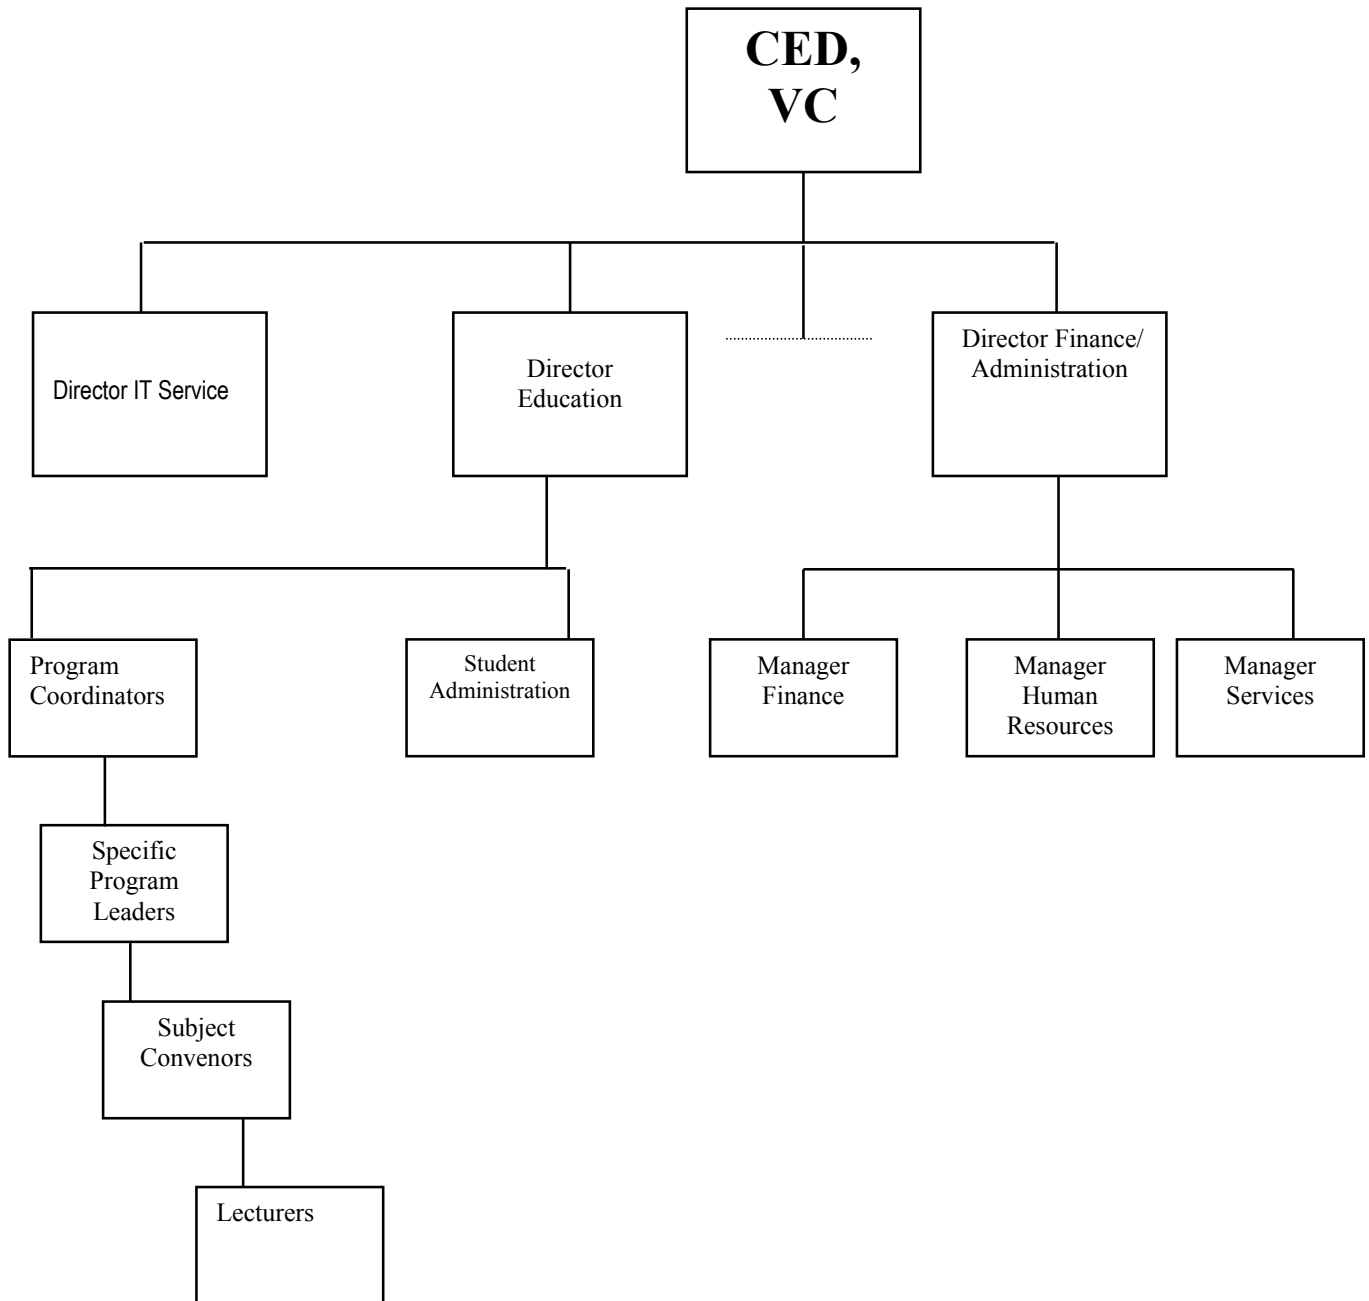 CED,
VC
Director IT Service
Director
Education
Director Finance/
Administration
Program
Coordinators
Student
Administration
Manager
Finance
Manager
Human
Resources
Manager
Services
Specific
Program
Leaders
Subject
Convenors
Lecturers